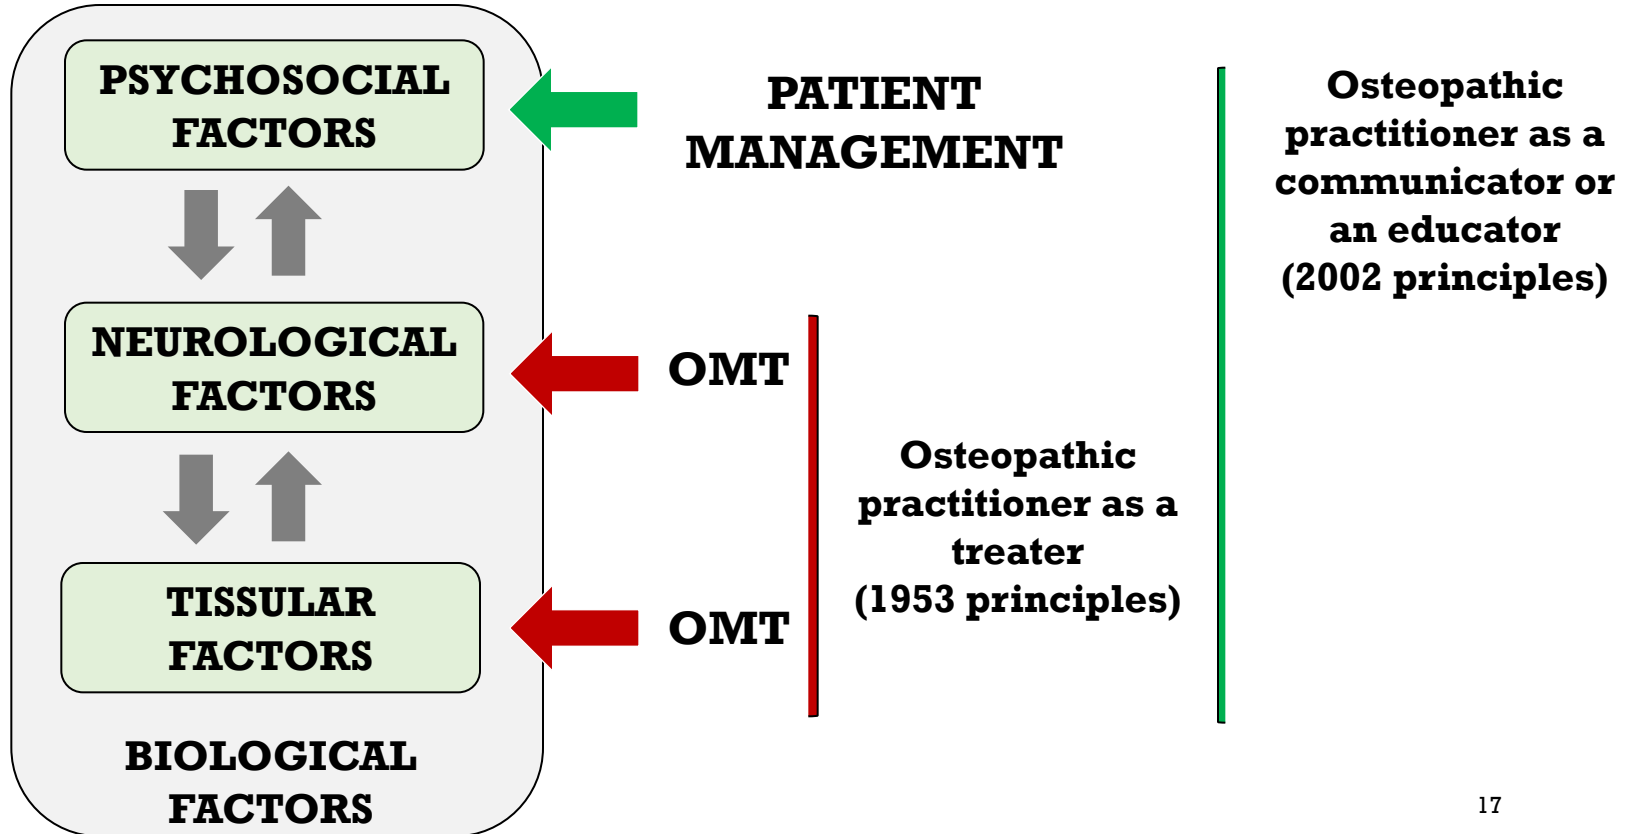 PSYCHOSOCIAL
FACTORS
NEUROLOGICAL
FACTORS
TISSULAR
FACTORS
BIOLOGICAL
FACTORS
PATIENT
MANAGEMENT
OMT
OMT
Osteopathic
practitioner as a
treater
(1953 principles)
Osteopathic
practitioner as a
communicator or
an educator
(2002 principles)
17